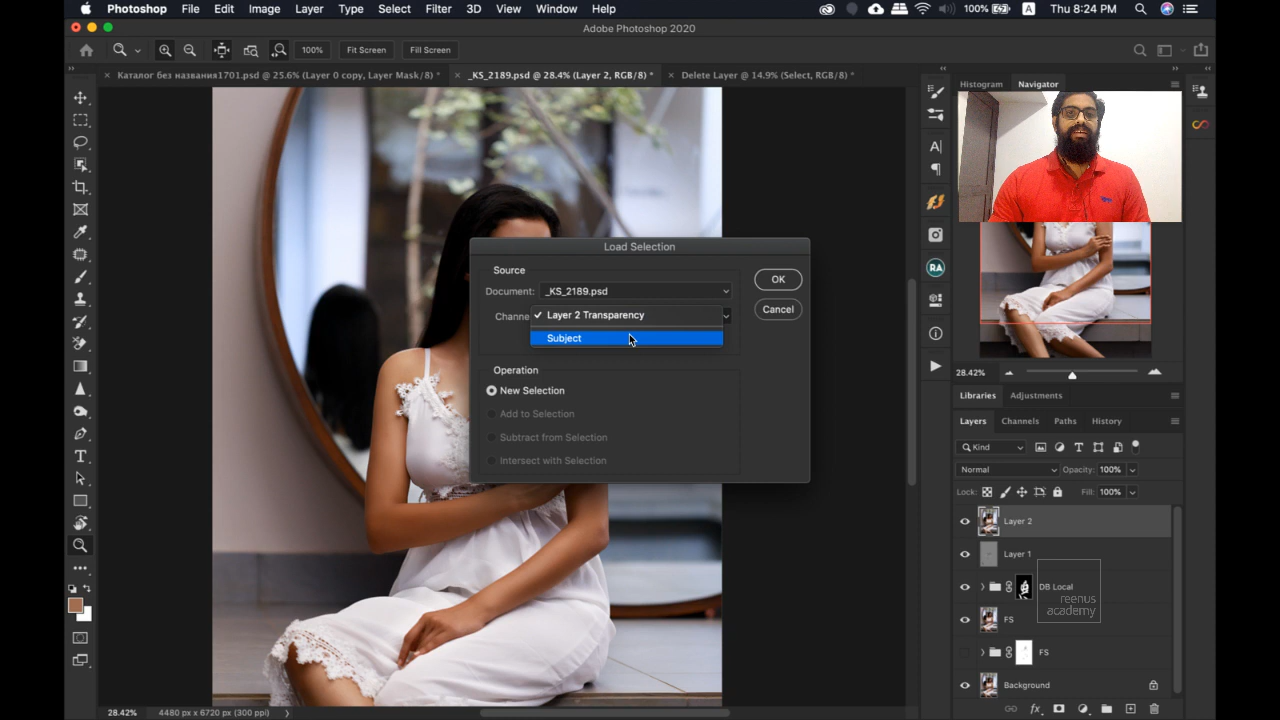 Photoshop File Edit Image Layer Type Select Filter 3D View Window Help 100% A Thu 8:24 PM
Adobe Photoshop 2020
100% Fit Screen Fill Screen
Каталог без названия1701.psd @ 25.6% (Layer 0 copy, Layer Mask/8) *
_KS_2189.psd @ 28.4% (Layer 2, RGB/8) *
Delete Layer @ 14.9% (Select, RGB/8) *
Histogram Navigator
Load Selection
Source
Document: _KS_2189.psd
Channe
Layer 2 Transparency
Subject
OK
Cancel
Operation
New Selection
Add to Selection
Subtract from Selection
Intersect with Selection
RA
28.42%
Libraries Adjustments
Layers Channels Paths History
Kind
Normal Opacity: 100%
Lock: Fill: 100%
Layer 2
Layer 1
DB Local
reenus
academy
FS
FS
Background
28.42% 4480 px x 6720 px (300 ppi)